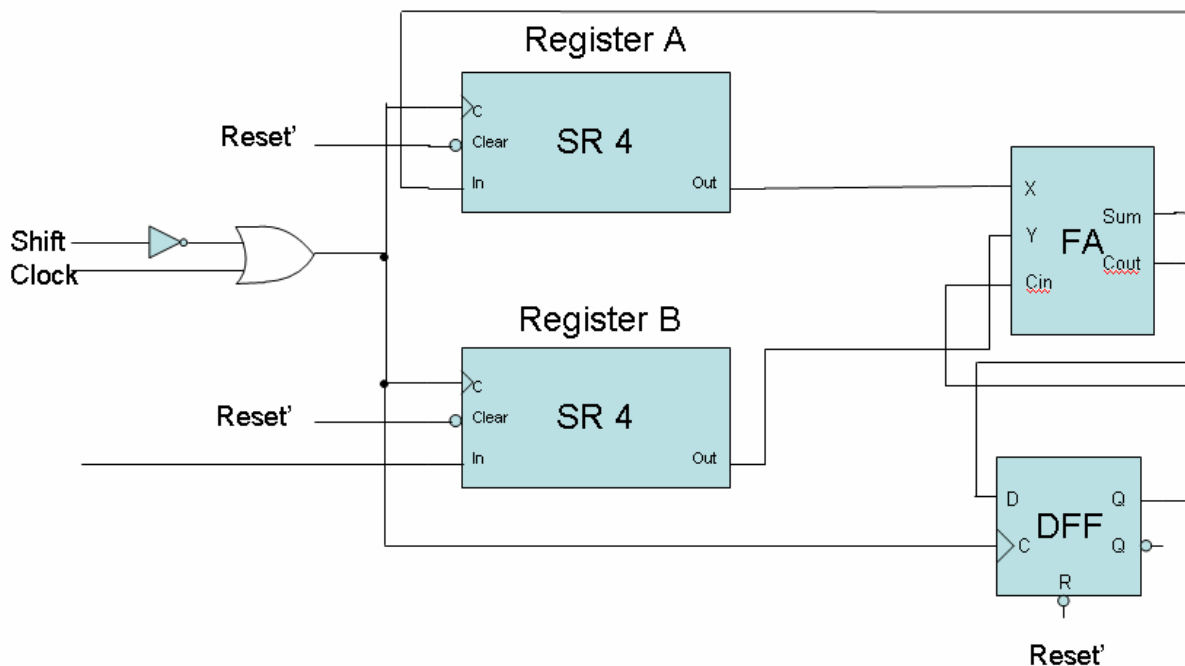 Register A
C
Reset'
Clear
SR 4
In
Out
X
Sum
Y
FA
Cout
Cin
Shift
Clock
Register B
C
Reset'
Clear
SR 4
In
Out
D
Q
DFF
C
Q
R
Reset'